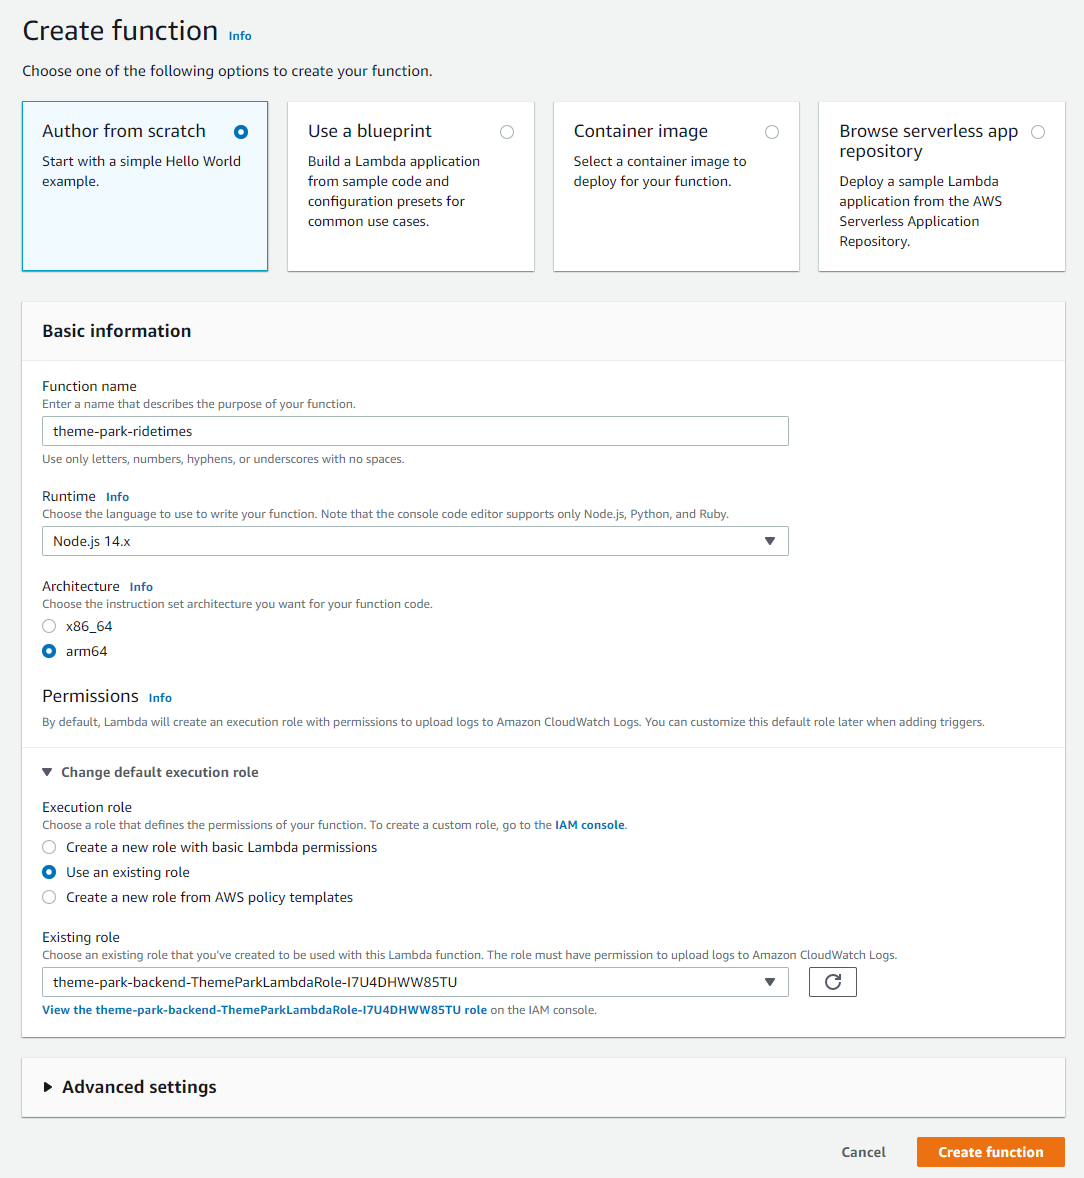 Create function Info
Choose one of the following options to create your function.
Author from scratch
Start with a simple Hello World
example.
Use a blueprint
Build a Lambda application
from sample code and
configuration presets for
common use cases.
Container image
Select a container image to
deploy for your function.
Browse serverless app
repository
Deploy a sample Lambda
application from the AWS
Serverless Application
Repository.
Basic information
Function name
Enter a name that describes the purpose of your function.
theme-park-ridetimes
Use only letters, numbers, hyphens, or underscores with no spaces.
Runtime Info
Choose the language to use to write your function. Note that the console code editor supports only Node.js, Python, and Ruby.
Node.js 14.x
Architecture Info
Choose the instruction set architecture you want for your function code.
x86_64
arm64
Permissions Info
By default, Lambda will create an execution role with permissions to upload logs to Amazon CloudWatch Logs. You can customize this default role later when adding triggers.
Change default execution role
Execution role
Choose a role that defines the permissions of your function. To create a custom role, go to the IAM console.
Create a new role with basic Lambda permissions
Use an existing role
Create a new role from AWS policy templates
Existing role
Choose an existing role that you've created to be used with this Lambda function. The role must have permission to upload logs to Amazon CloudWatch Logs.
theme-park-backend-ThemeParkLambdaRole-I7U4DHWW85TU
View the theme-park-backend-ThemeParkLambdaRole-I7U4DHWW85TU role on the IAM console.
Advanced settings
Cancel
Create function